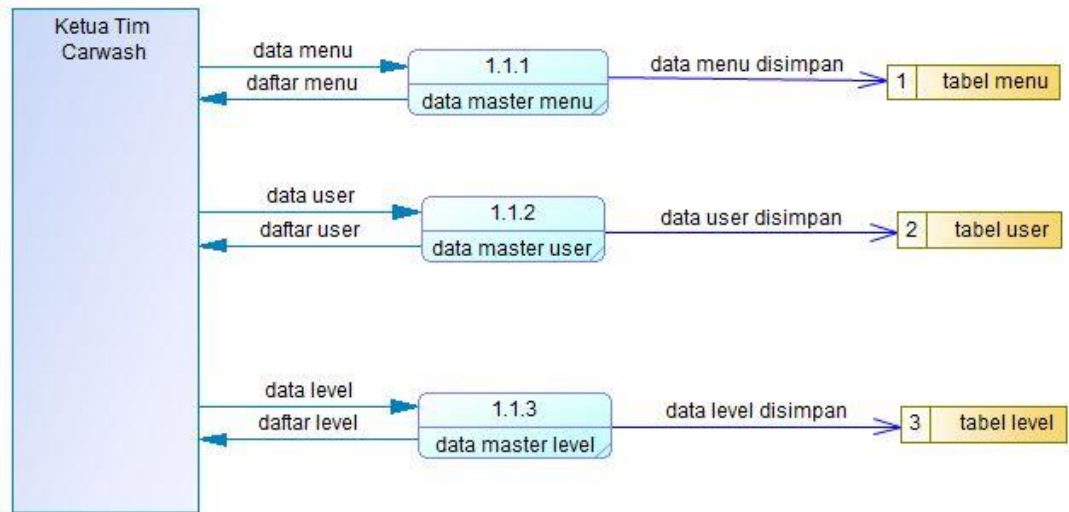 Ketua Tim
Carwash
data menu
daftar menu
1.1.1
data master menu
data menu disimpan
1 tabel menu
data user
daftar user
1.1.2
data master user
data user disimpan
2 tabel user
data level
daftar level
1.1.3
data master level
data level disimpan
3 tabel level